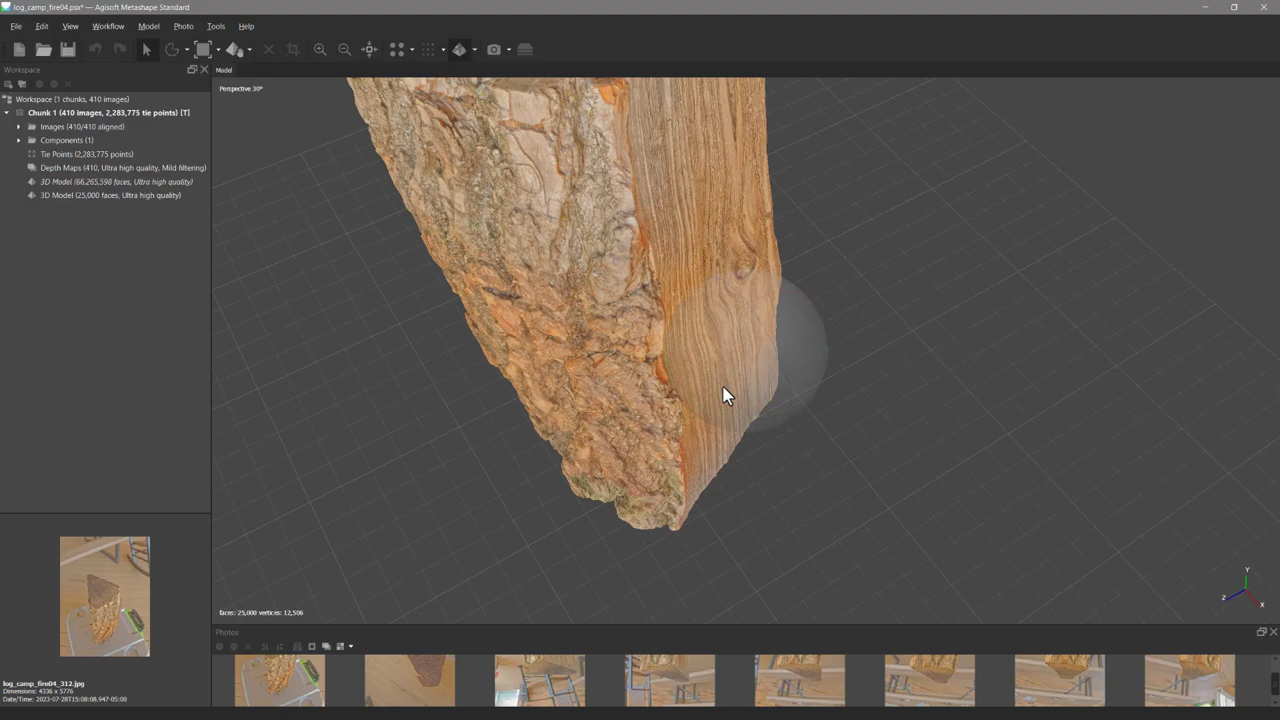 log_camp_fire04.psx* — Agisoft Metashape Standard
File Edit View Workflow Model Photo Tools Help
Workspace
Model
Perspective 30°
Workspace (1 chunks, 410 images)
Chunk 1 (410 images, 2,283,775 tie points) [T]
Images (410/410 aligned)
Components (1)
Tie Points (2,283,775 points)
Depth Maps (410, Ultra high quality, Mild filtering)
3D Model (66,265,598 faces, Ultra high quality)
3D Model (25,000 faces, Ultra high quality)
Y
Z
X
faces: 25,000 vertices: 12,506
Photos
log_camp_fire04_312.jpg
Dimensions: 4336 x 5776
Date/Time: 2023-07-28T15:08:08.947-05:00